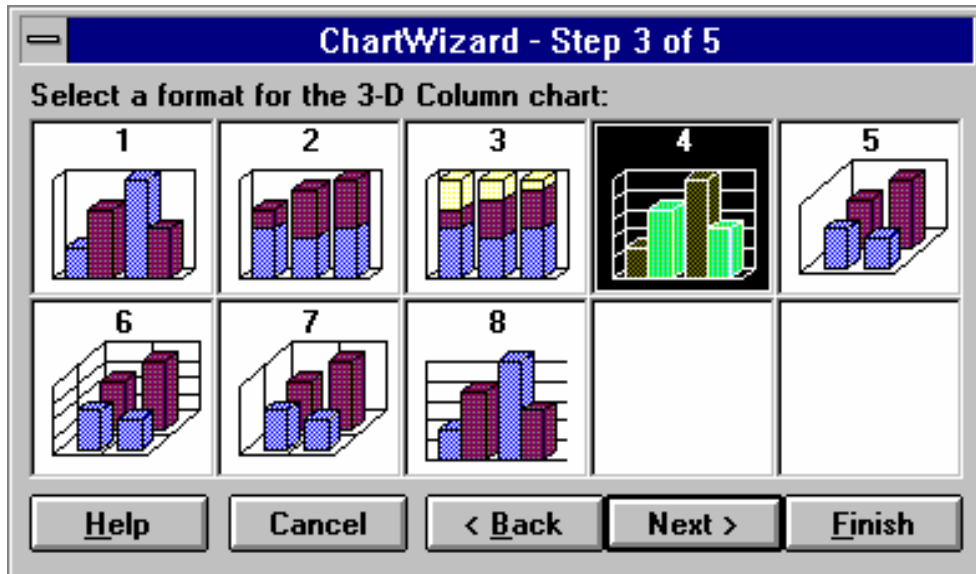 ChartWizard - Step 3 of 5
Select a format for the 3-D Column chart:
1 2 3 4 5
6 7 8
Help Cancel < Back Next > Finish